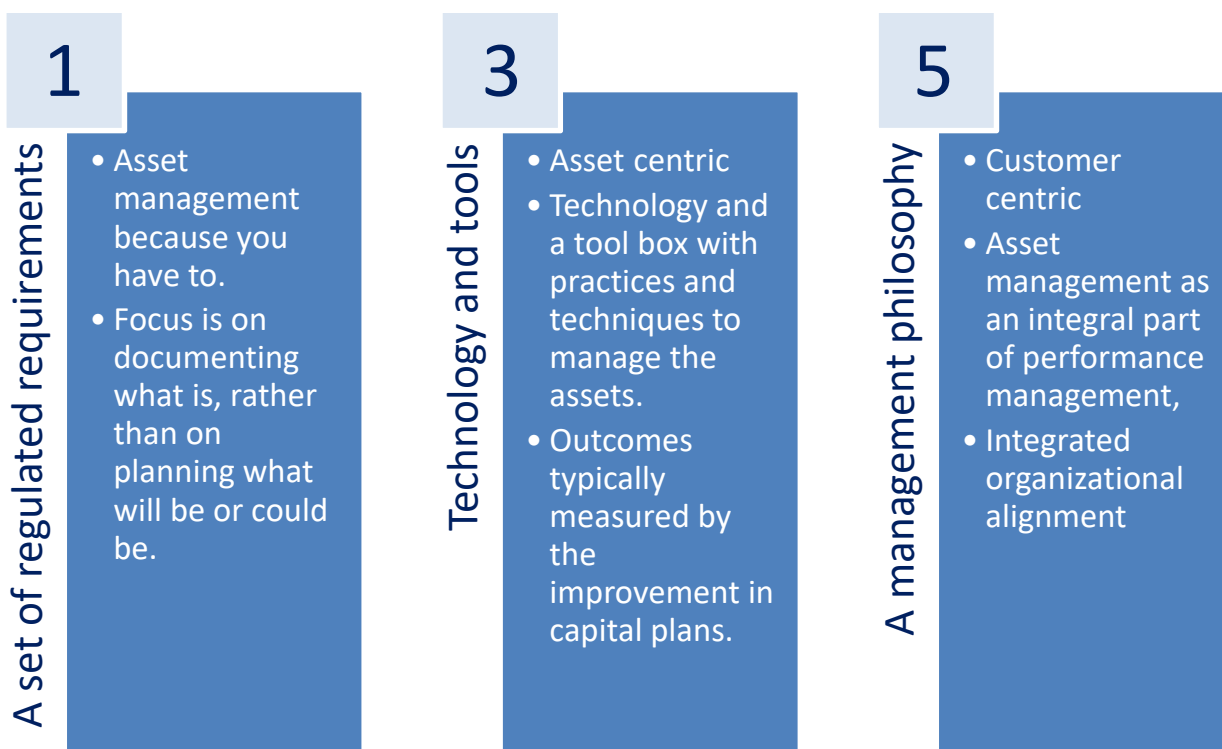 1
A set of regulated requirements
• Asset
management
because you
have to.
• Focus is on
documenting
what is, rather
than on
planning what
will be or could
be.
3
Technology and tools
• Asset centric
• Technology and
a tool box with
practices and
techniques to
manage the
assets.
• Outcomes
typically
measured by
the
improvement in
capital plans.
5
A management philosophy
• Customer
centric
• Asset
management as
an integral part
of performance
management,
• Integrated
organizational
alignment